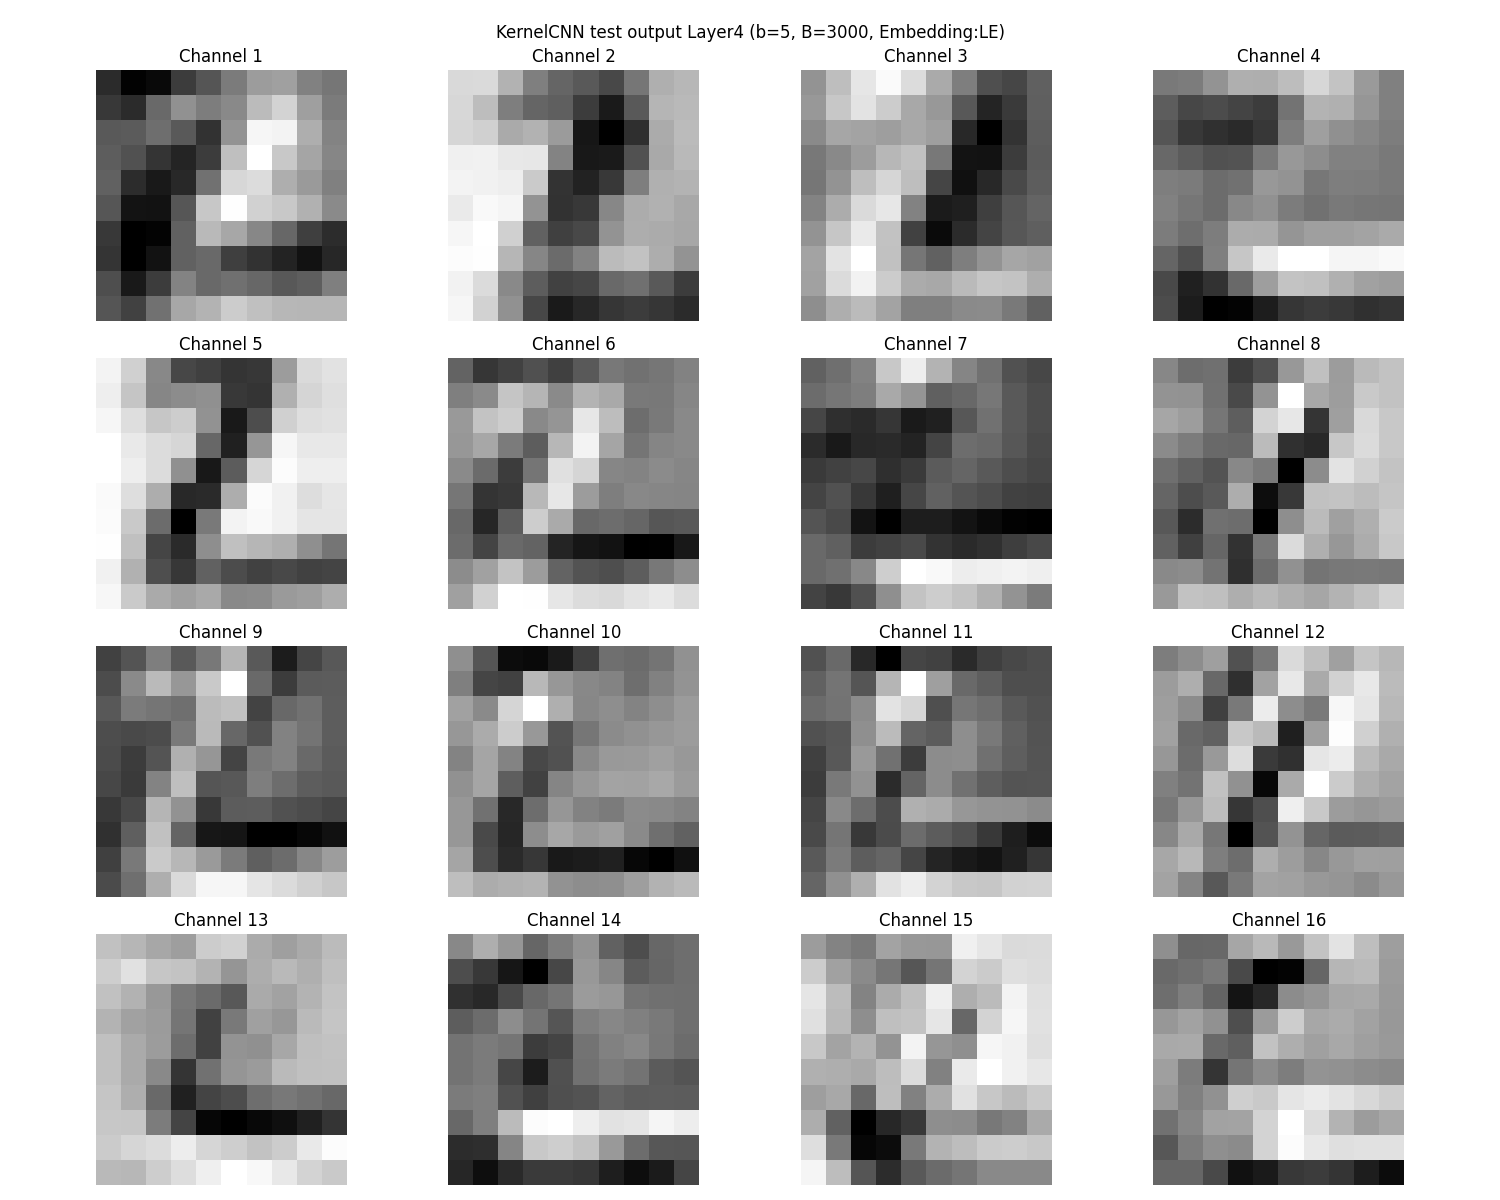 KernelCNN test output Layer4 (b=5, B=3000, Embedding:LE)
Channel 1
Channel 2
Channel 3
Channel 4
Channel 5
Channel 6
Channel 7
Channel 8
Channel 9
Channel 10
Channel 11
Channel 12
Channel 13
Channel 14
Channel 15
Channel 16